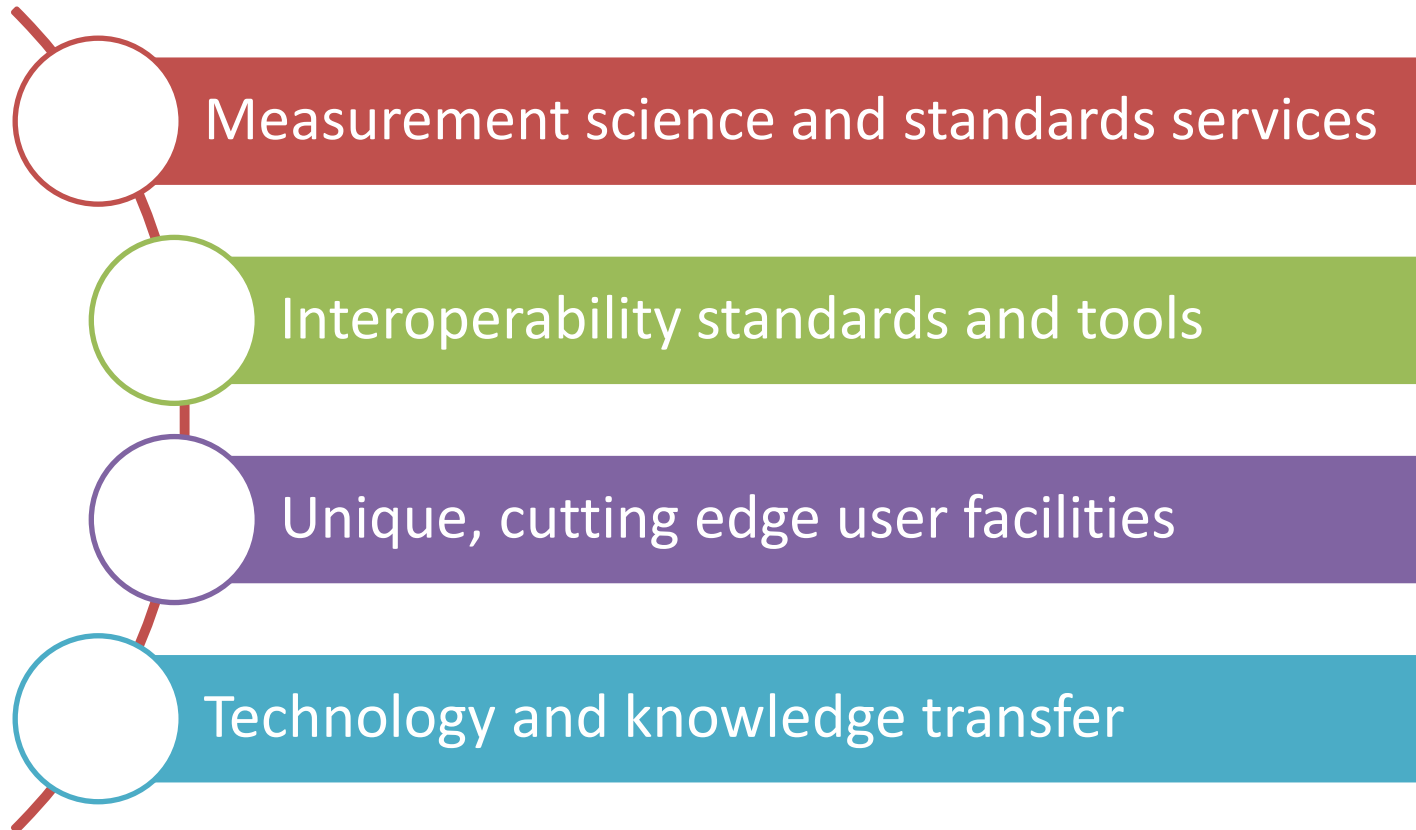 Measurement science and standards services
Interoperability standards and tools
Unique, cutting edge user facilities
Technology and knowledge transfer